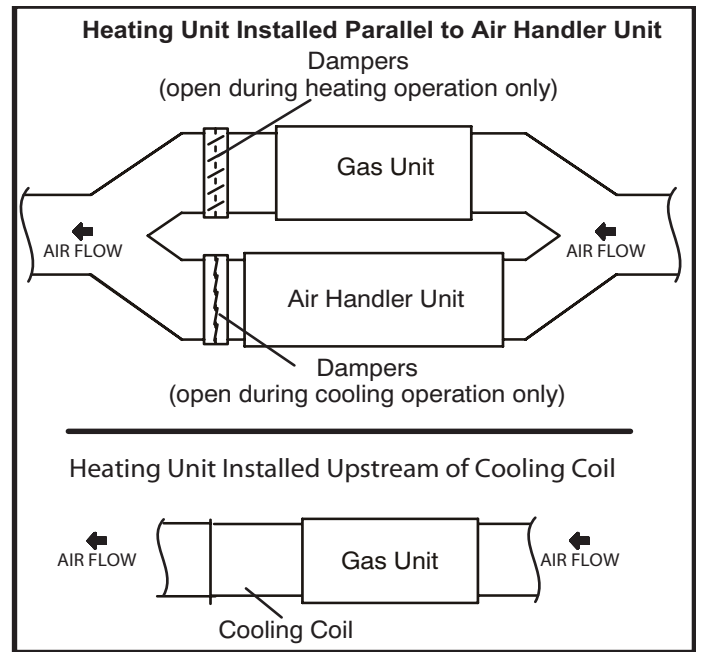 Heating Unit Installed Parallel to Air Handler Unit
Dampers
(open during heating operation only)
Gas Unit
AIR FLOW
AIR FLOW
Air Handler Unit
Dampers
(open during cooling operation only)
Heating Unit Installed Upstream of Cooling Coil
AIR FLOW
Gas Unit
AIR FLOW
Cooling Coil